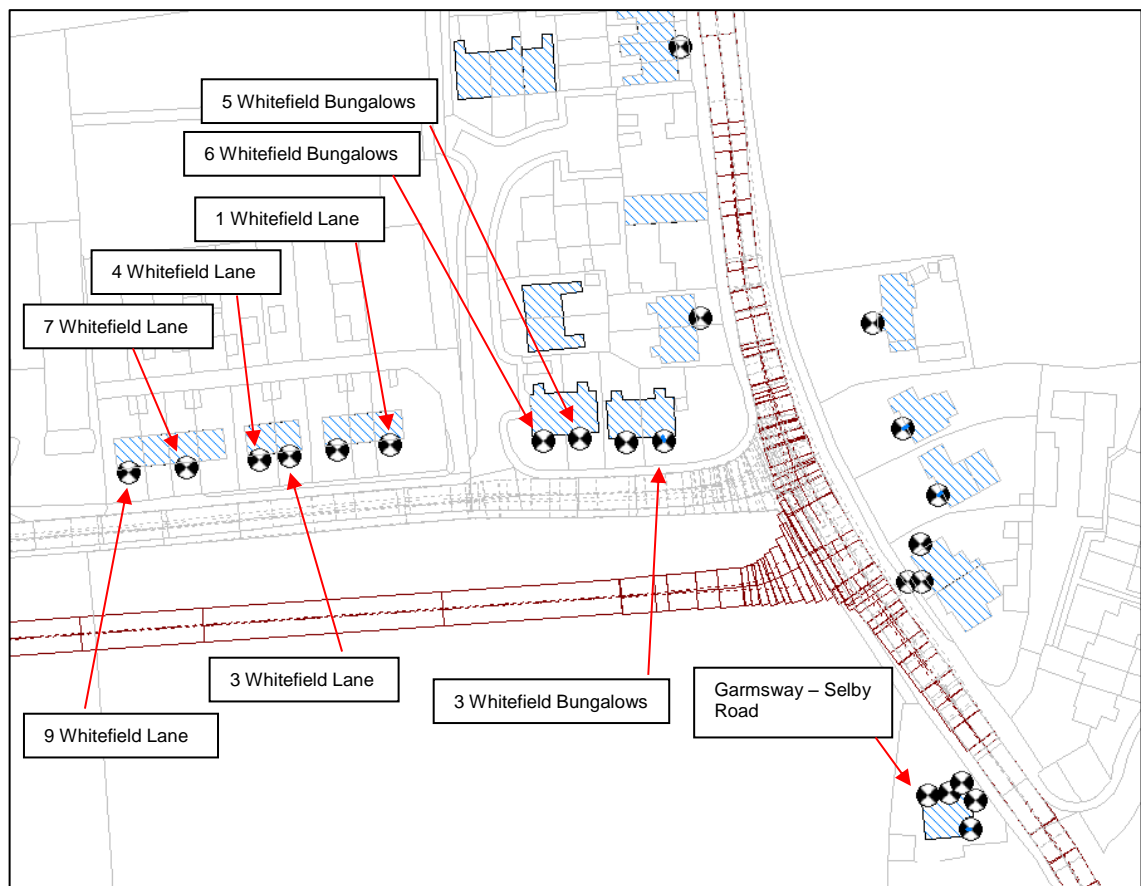 5 Whitefield Bungalows
6 Whitefield Bungalows
1 Whitefield Lane
4 Whitefield Lane
7 Whitefield Lane
3 Whitefield Lane
9 Whitefield Lane
3 Whitefield Bungalows
Garmsway – Selby
Road